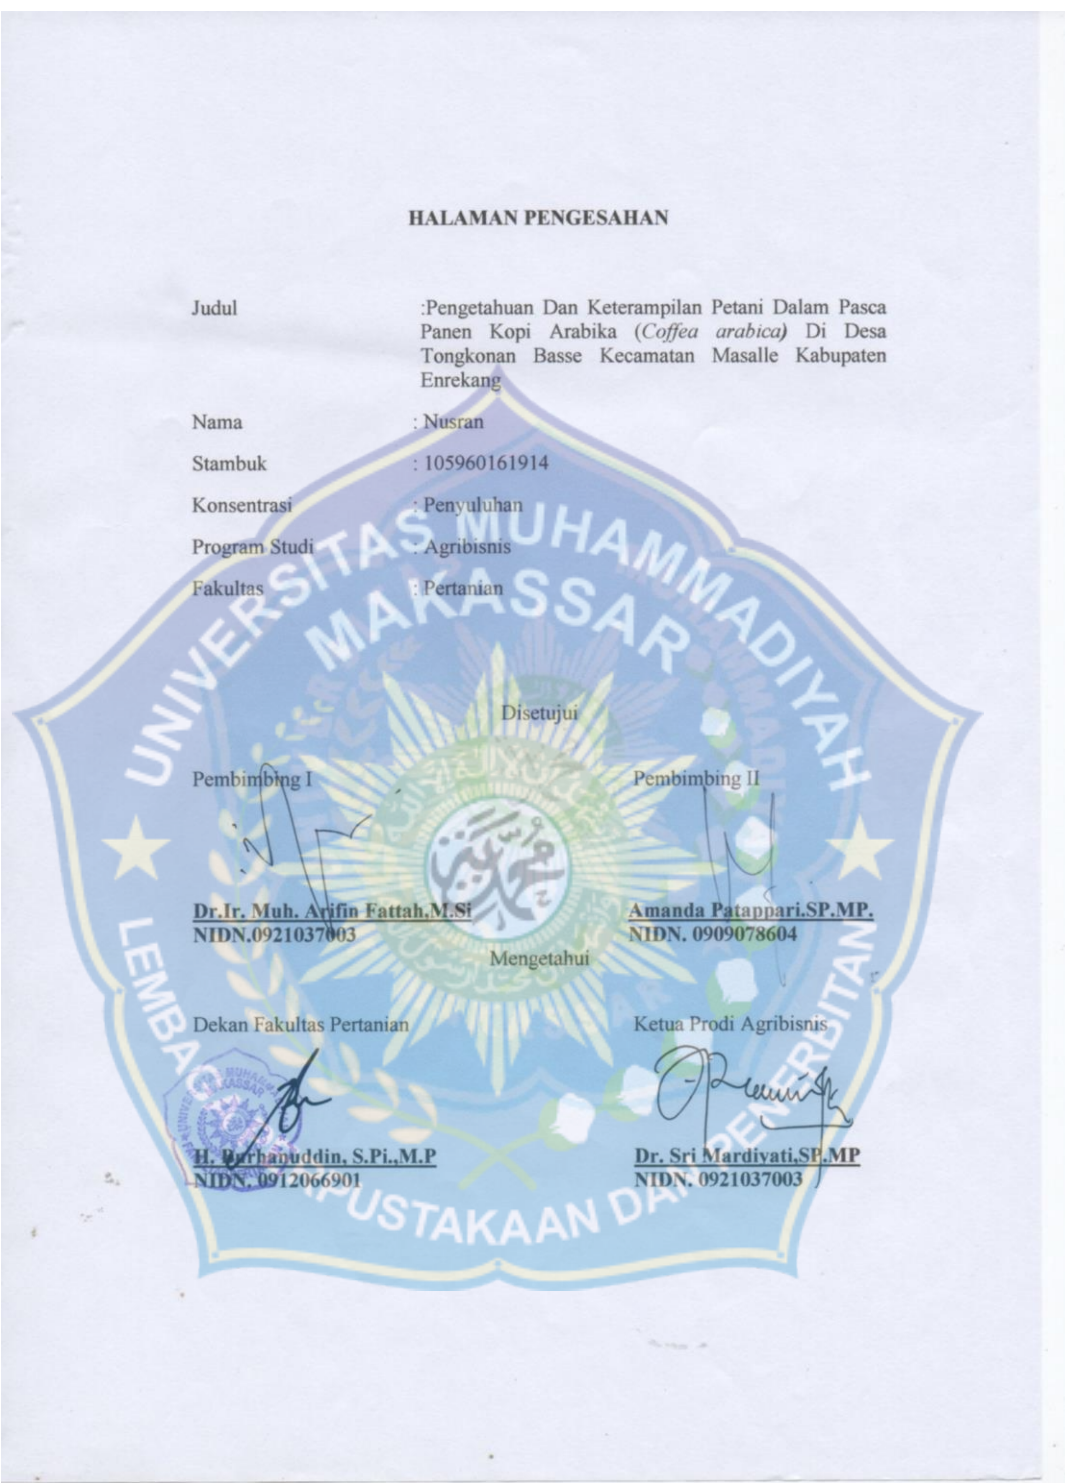 HALAMAN PENGESAHAN
Judul :Pengetahuan Dan Keterampilan Petani Dalam Pasca
Panen Kopi Arabika (Coffea arabica) Di Desa
Tongkonan Basse Kecamatan Masalle Kabupaten
Enrekang
Nama : Nusran
Stambuk : 105960161914
Konsentrasi : Penyuluhan
Program Studi : Agribisnis
Fakultas : Pertanian
UNIVERSITAS MUHAMMADIYAH
MAKASSAR
Disetujui
Pembimbing I Pembimbing II
Dr.Ir. Muh. Arifin Fattah,M.Si Amanda Patappari.SP.MP.
NIDN.0921037003 NIDN. 0909078604
Mengetahui
Dekan Fakultas Pertanian Ketua Prodi Agribisnis
H. Burhanuddin, S.Pi.,M.P Dr. Sri Mardiyati,SP.MP
NIDN. 0912066901 NIDN. 0921037003
LEMBAGA PERPUSTAKAAN DAN PENERBITAN